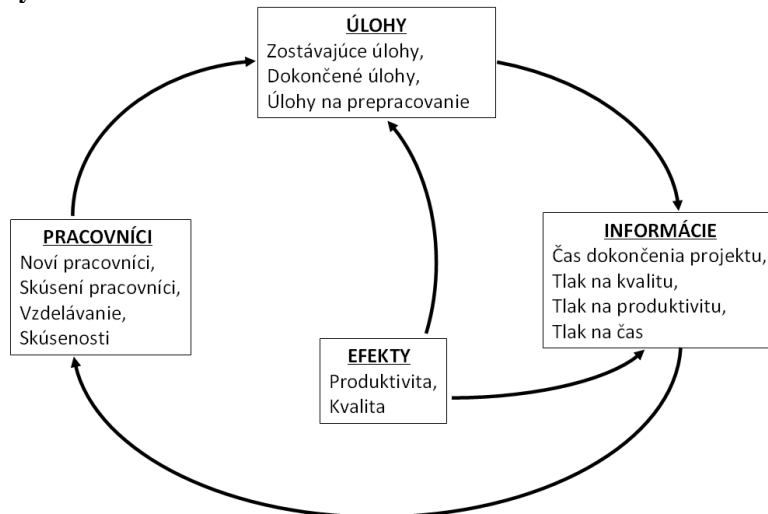 ÚLOHY
Zostávajúce úlohy,
Dokončené úlohy,
Úlohy na prepracovanie
PRACOVNÍCI
Noví pracovníci,
Skúsení pracovníci,
Vzdelávanie,
Skúsenosti
INFORMÁCIE
Čas dokončenia projektu,
Tlak na kvalitu,
Tlak na produktivitu,
Tlak na čas
EFEKTY
Produktivita,
Kvalita